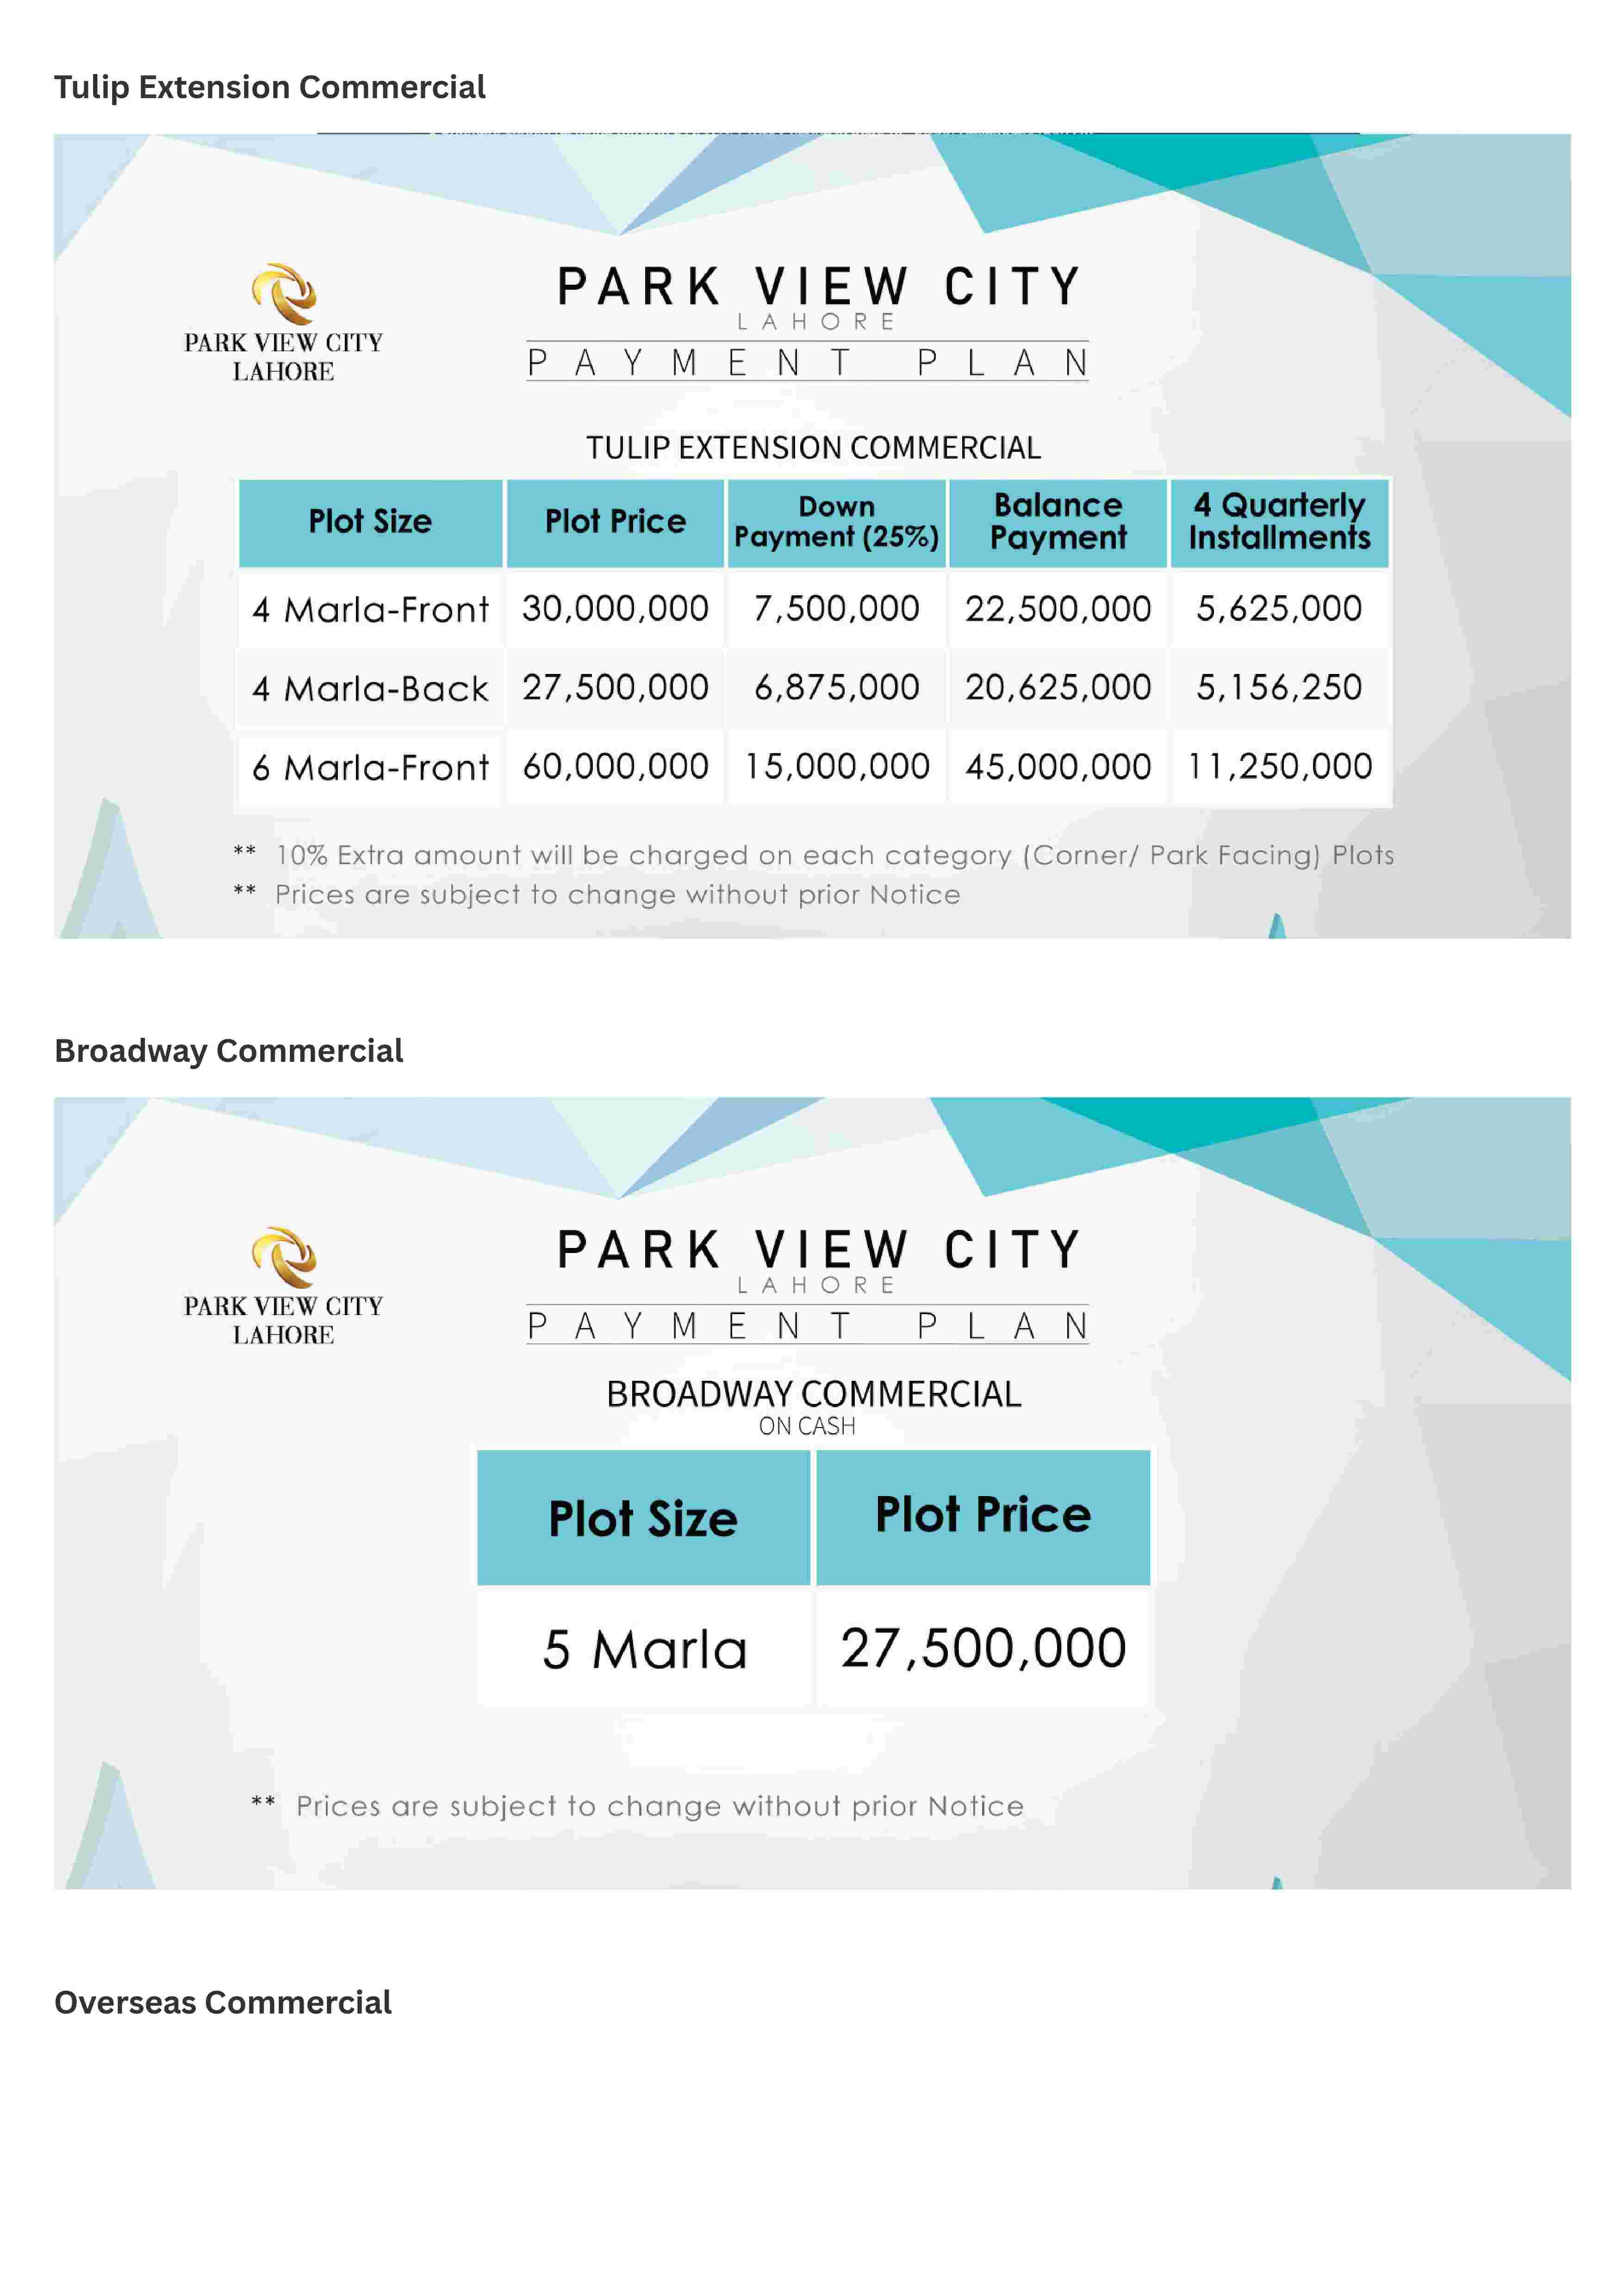 Tulip Extension Commercial
PARK VIEW CITY
LAHORE
PARK VIEW CITY
LAHORE
PAYMENT PLAN
TULIP EXTENSION COMMERCIAL
Plot Size Plot Price Down Payment (25%) Balance Payment 4 Quarterly Installments
4 Marla-Front 30,000,000 7,500,000 22,500,000 5,625,000
4 Marla-Back 27,500,000 6,875,000 20,625,000 5,156,250
6 Marla-Front 60,000,000 15,000,000 45,000,000 11,250,000
** 10% Extra amount will be charged on each category (Corner/ Park Facing) Plots
** Prices are subject to change without prior Notice
Broadway Commercial
PARK VIEW CITY
LAHORE
PARK VIEW CITY
LAHORE
PAYMENT PLAN
BROADWAY COMMERCIAL
ON CASH
Plot Size Plot Price
5 Marla 27,500,000
** Prices are subject to change without prior Notice
Overseas Commercial